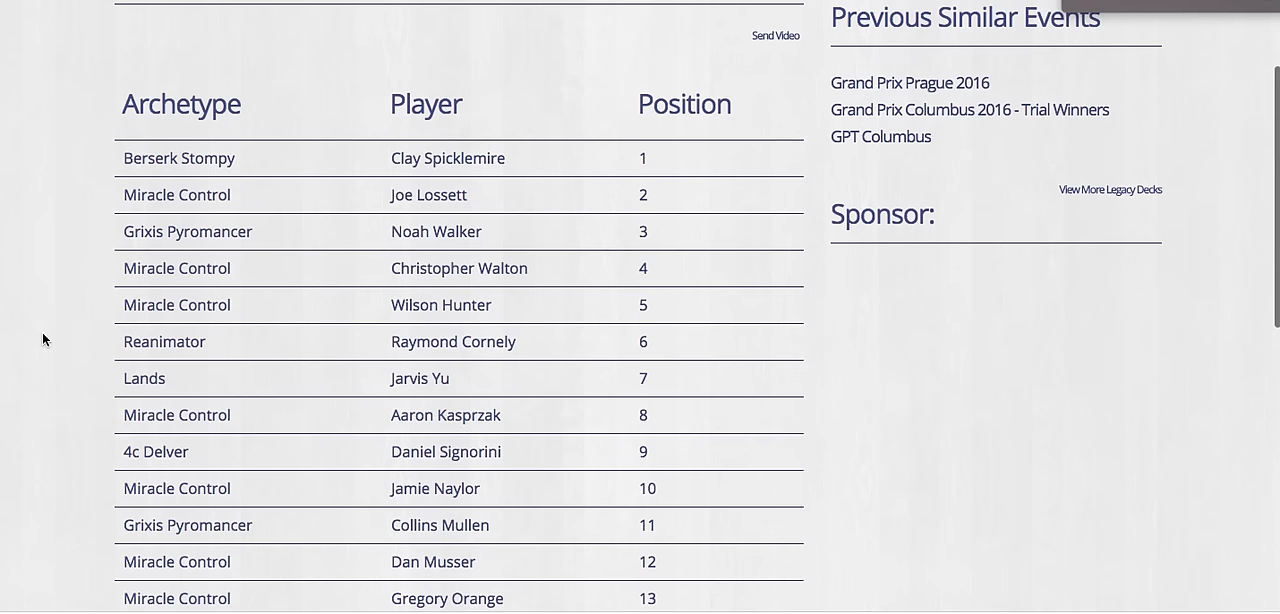 Send Video
Archetype Player Position
Berserk Stompy Clay Spicklemire 1
Miracle Control Joe Lossett 2
Grixis Pyromancer Noah Walker 3
Miracle Control Christopher Walton 4
Miracle Control Wilson Hunter 5
Reanimator Raymond Cornely 6
Lands Jarvis Yu 7
Miracle Control Aaron Kasprzak 8
4c Delver Daniel Signorini 9
Miracle Control Jamie Naylor 10
Grixis Pyromancer Collins Mullen 11
Miracle Control Dan Musser 12
Miracle Control Gregory Orange 13
Previous Similar Events
Grand Prix Prague 2016
Grand Prix Columbus 2016 - Trial Winners
GPT Columbus
View More Legacy Decks
Sponsor: